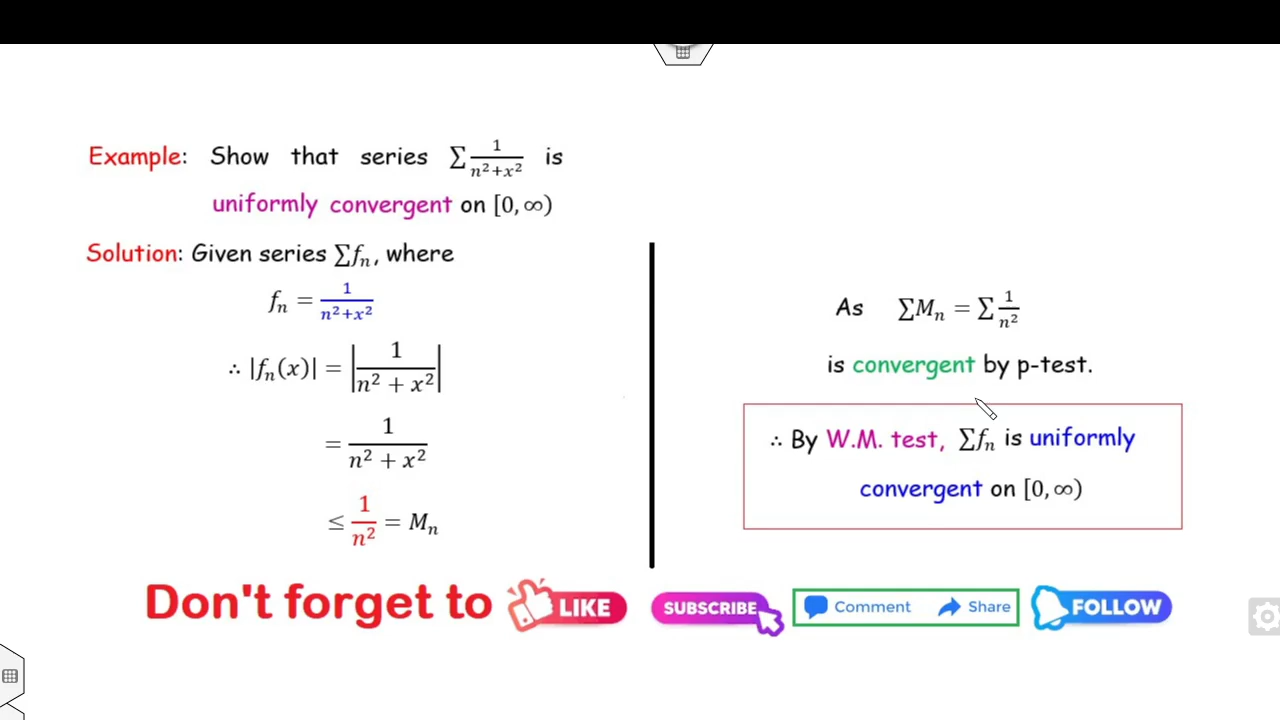 Example: Show that series ∑ 1/(n²+x²) is
uniformly convergent on [0, ∞)
Solution: Given series ∑fₙ, where
fₙ = 1/(n²+x²)
∴ |fₙ(x)| = |1/(n² + x²)|
= 1/(n² + x²)
≤ 1/n² = Mₙ
As ∑Mₙ = ∑ 1/n²
is convergent by p-test.
∴ By W.M. test, ∑fₙ is uniformly
convergent on [0, ∞)
Don't forget to LIKE SUBSCRIBE Comment Share FOLLOW